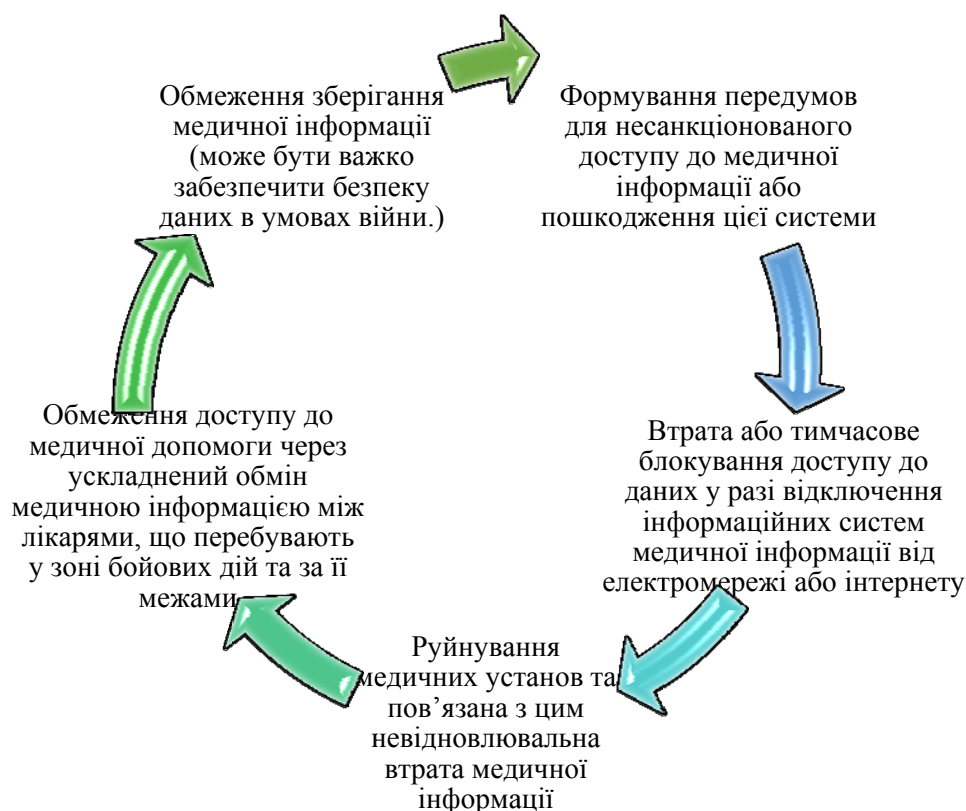 Обмеження зберігання
медичної інформації
(може бути важко
забезпечити безпеку
даних в умовах війни.)
Формування передумов
для несанкціонованого
доступу до медичної
інформації або
пошкодження цієї системи
Втрата або тимчасове
блокування доступу до
даних у разі відключення
інформаційних систем
медичної інформації від
електромережі або інтернету
Руйнування
медичних установ та
пов’язана з цим
невідновлювальна
втрата медичної
інформації
Обмеження доступу до
медичної допомоги через
ускладнений обмін
медичною інформацією між
лікарями, що перебувають
у зоні бойових дій та за її
межами